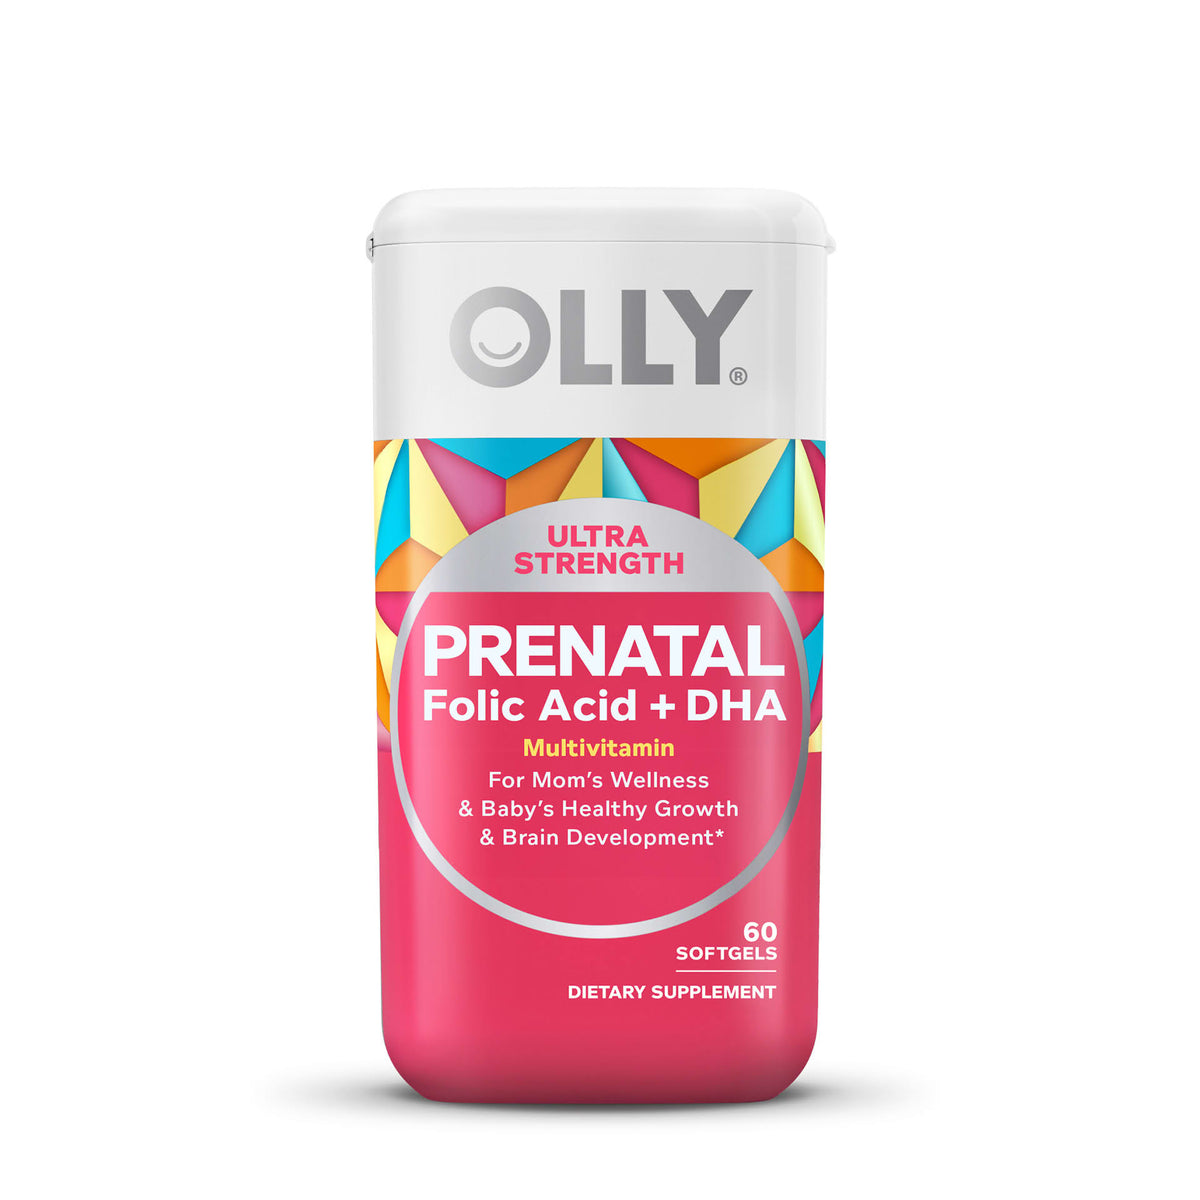 OLLY®
ULTRA
STRENGTH
PRENATAL
Folic Acid + DHA
Multivitamin
For Mom's Wellness
& Baby's Healthy Growth
& Brain Development*
60
SOFTGELS
DIETARY SUPPLEMENT